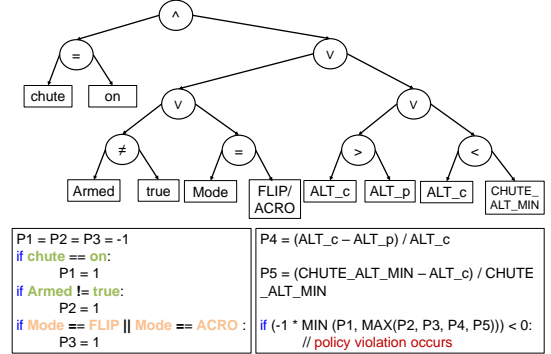 ∧
= ∨
chute on
∨ ∨
≠ = > <
Armed true Mode FLIP/
ACRO ALT_c ALT_p ALT_c CHUTE_
ALT_MIN
P1 = P2 = P3 = -1
if chute == on:
P1 = 1
if Armed != true:
P2 = 1
if Mode == FLIP || Mode == ACRO :
P3 = 1
P4 = (ALT_c – ALT_p) / ALT_c
P5 = (CHUTE_ALT_MIN – ALT_c) / CHUTE
_ALT_MIN
if (-1 * MIN (P1, MAX(P2, P3, P4, P5))) < 0:
// policy violation occurs